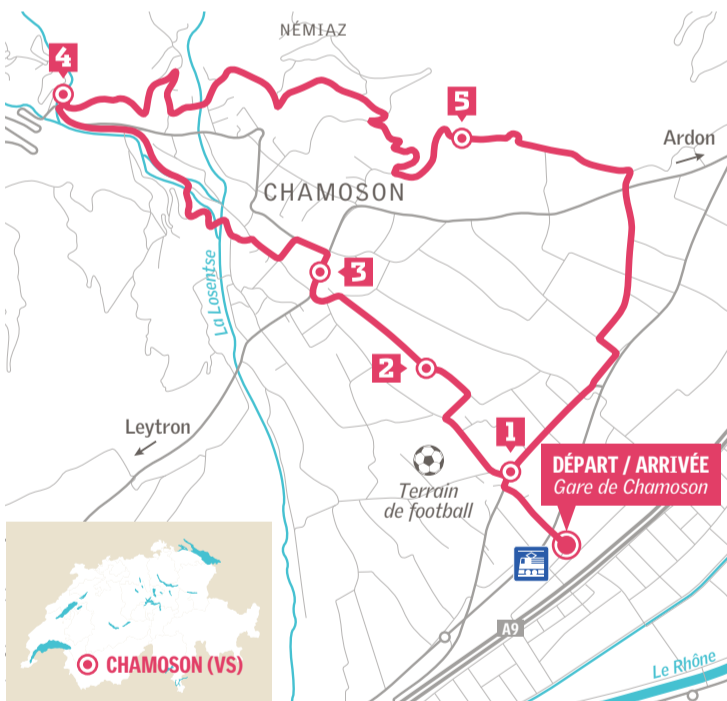 NÉMIAZ
4
5
Ardon
CHAMOSON
La Losentse
3
2
Leytron
1
DÉPART / ARRIVÉE
Gare de Chamoson
Terrain
de football
A9
CHAMOSON (VS)
Le Rhône